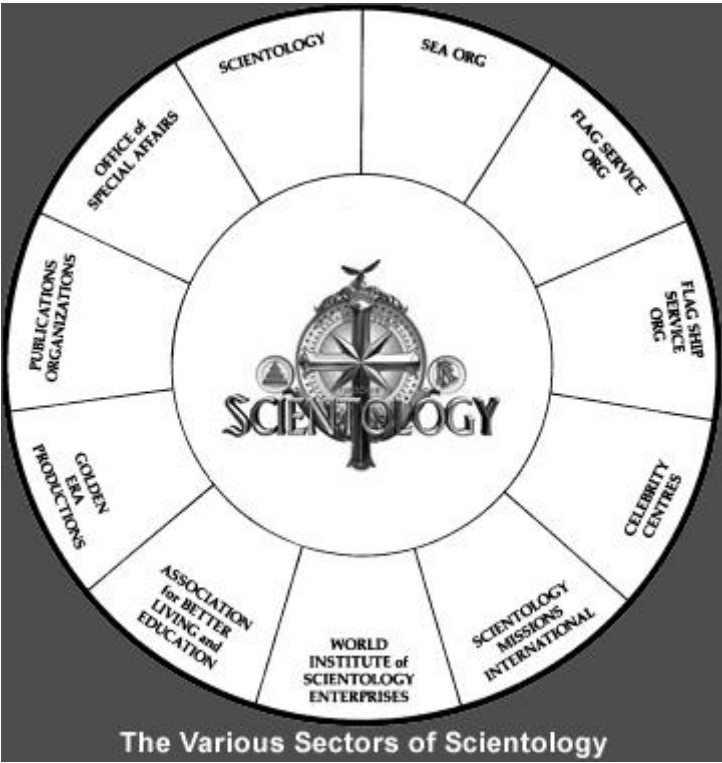 SCIENTOLOGY
SEA ORG
FLAG SERVICE
ORG
FLAG SHIP
SERVICE
ORG
CELEBRITY
CENTRES
SCIENTOLOGY
MISSIONS
INTERNATIONAL
WORLD
INSTITUTE of
SCIENTOLOGY
ENTERPRISES
ASSOCIATION
for BETTER
LIVING and
EDUCATION
GOLDEN
ERA
PRODUCTIONS
PUBLICATIONS
ORGANIZATIONS
OFFICE of
SPECIAL AFFAIRS
SCIENTOLOGY
The Various Sectors of Scientology